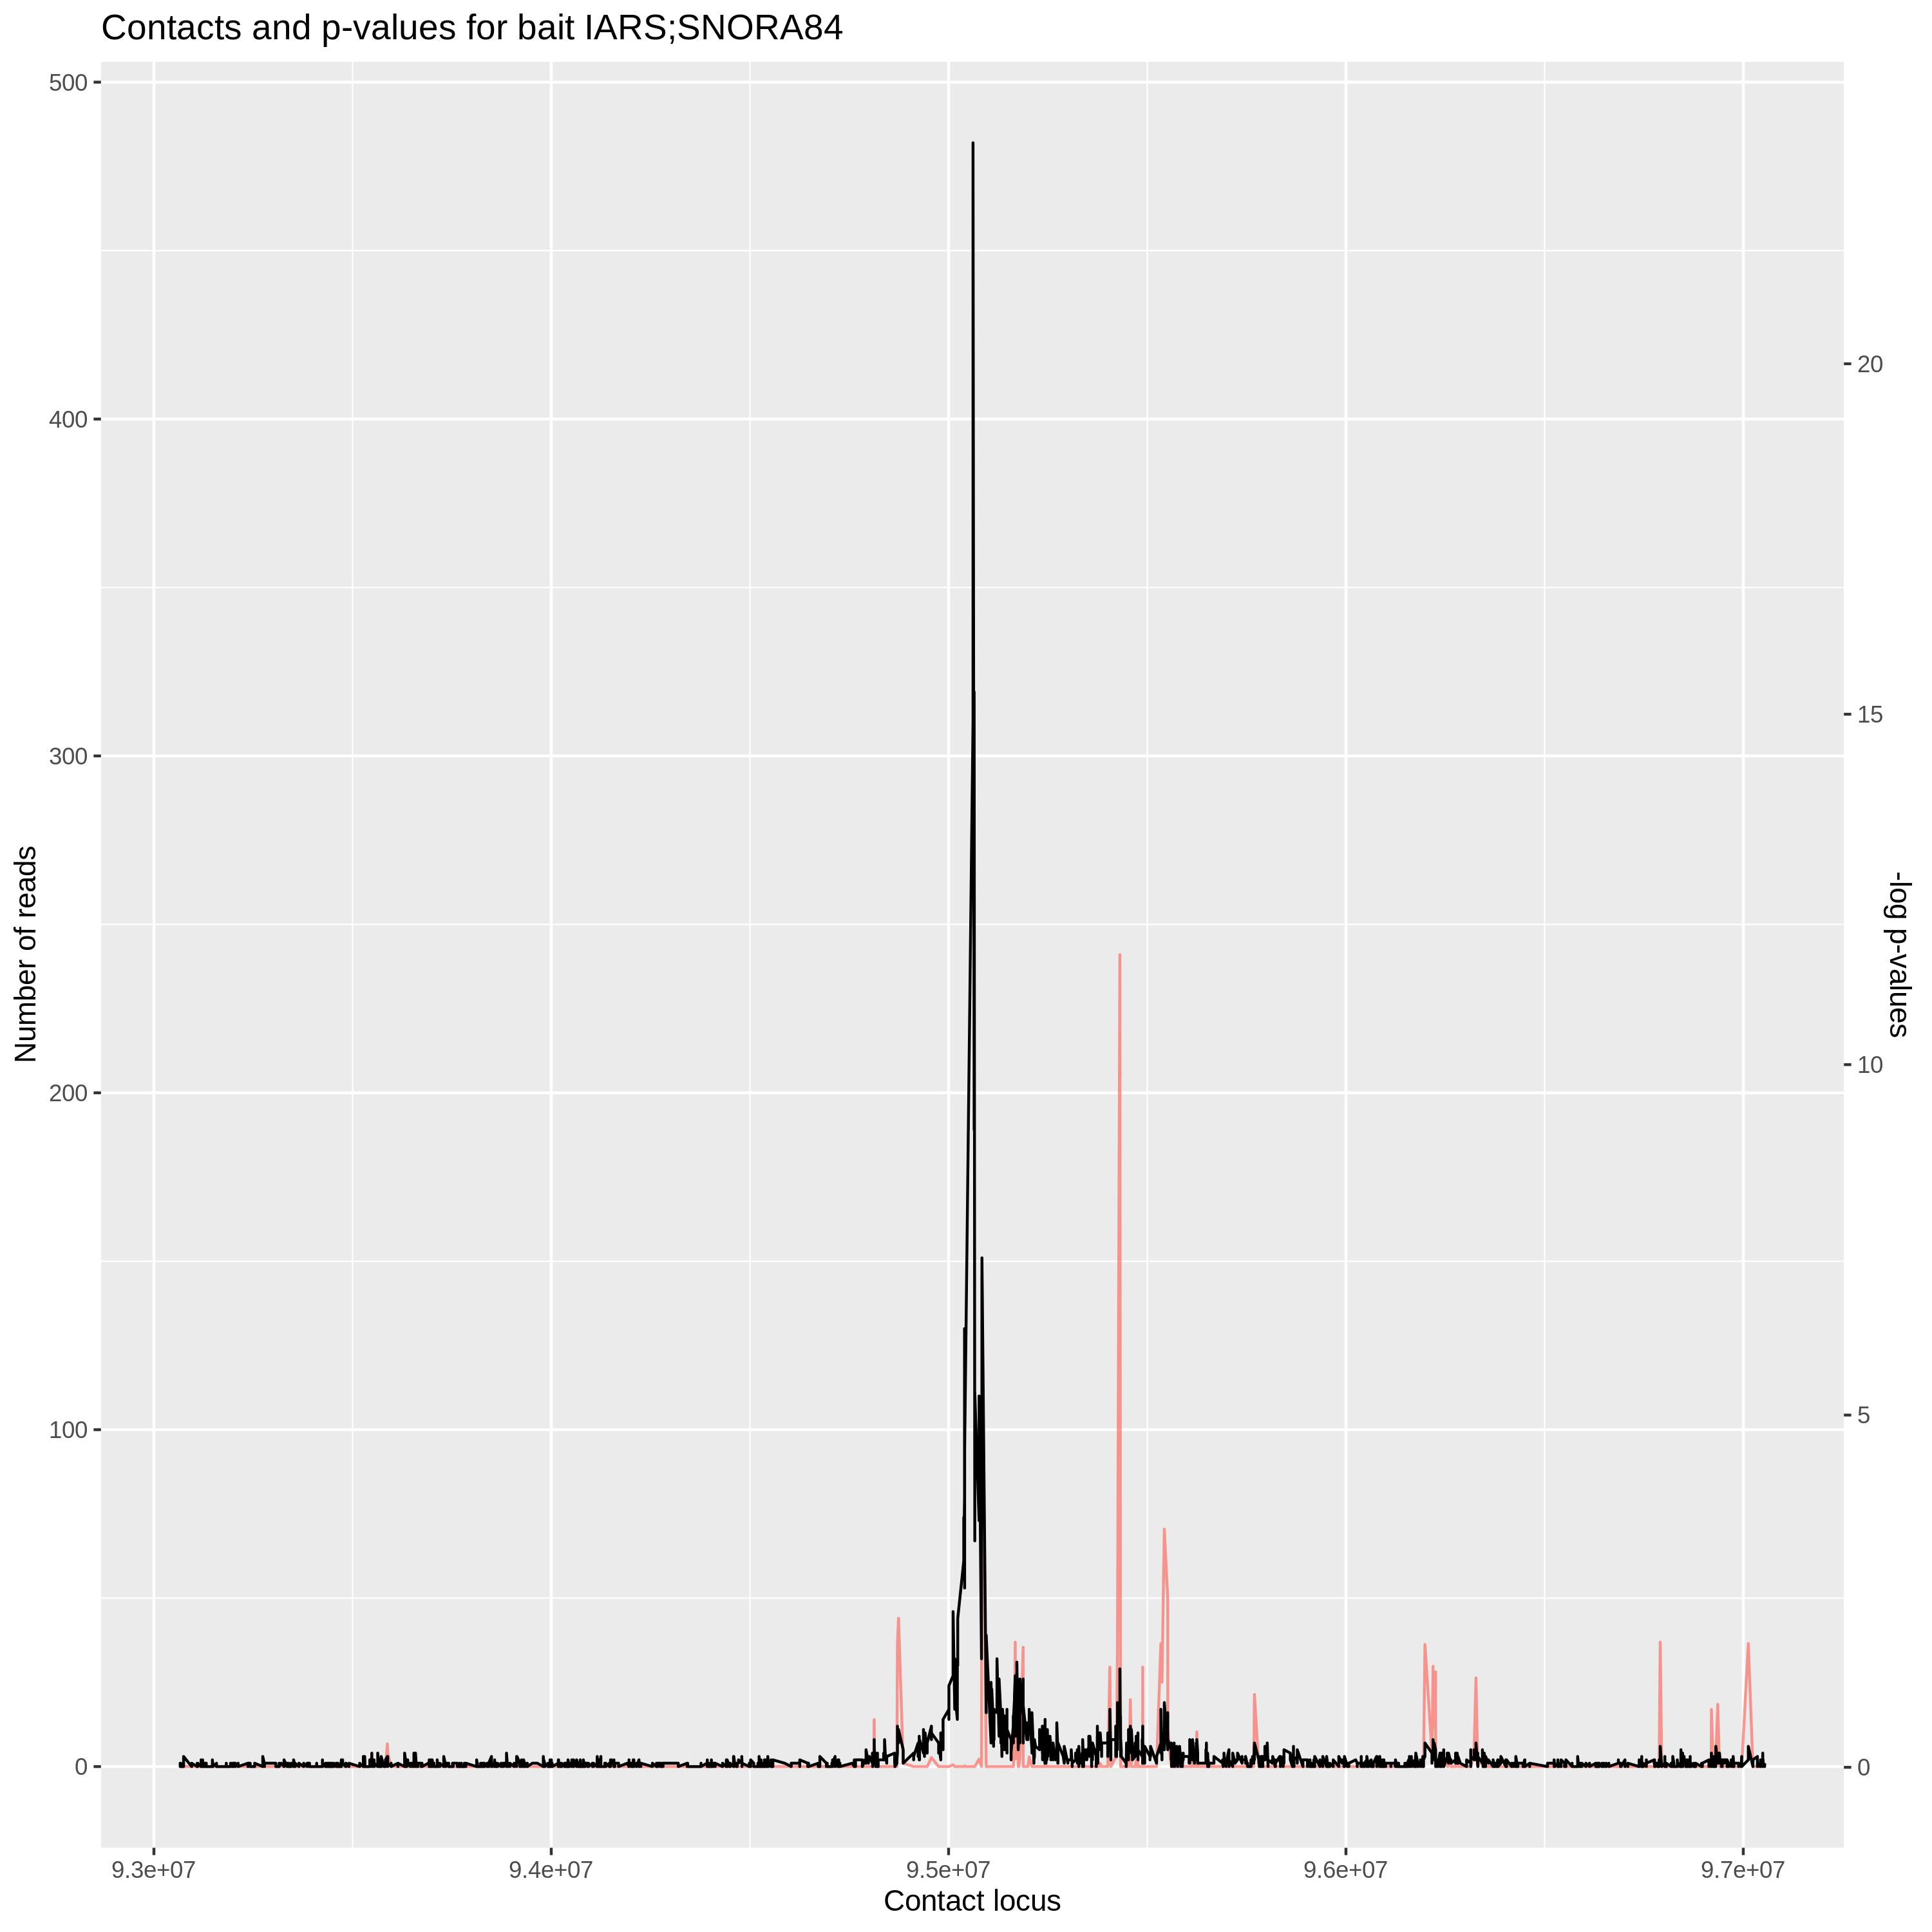 Contacts and p-values for bait IARS;SNORA84
500
400
300
200
100
0
Number of reads
20
15
10
5
0
-log p-values
9.3e+07
9.4e+07
9.5e+07
9.6e+07
9.7e+07
Contact locus